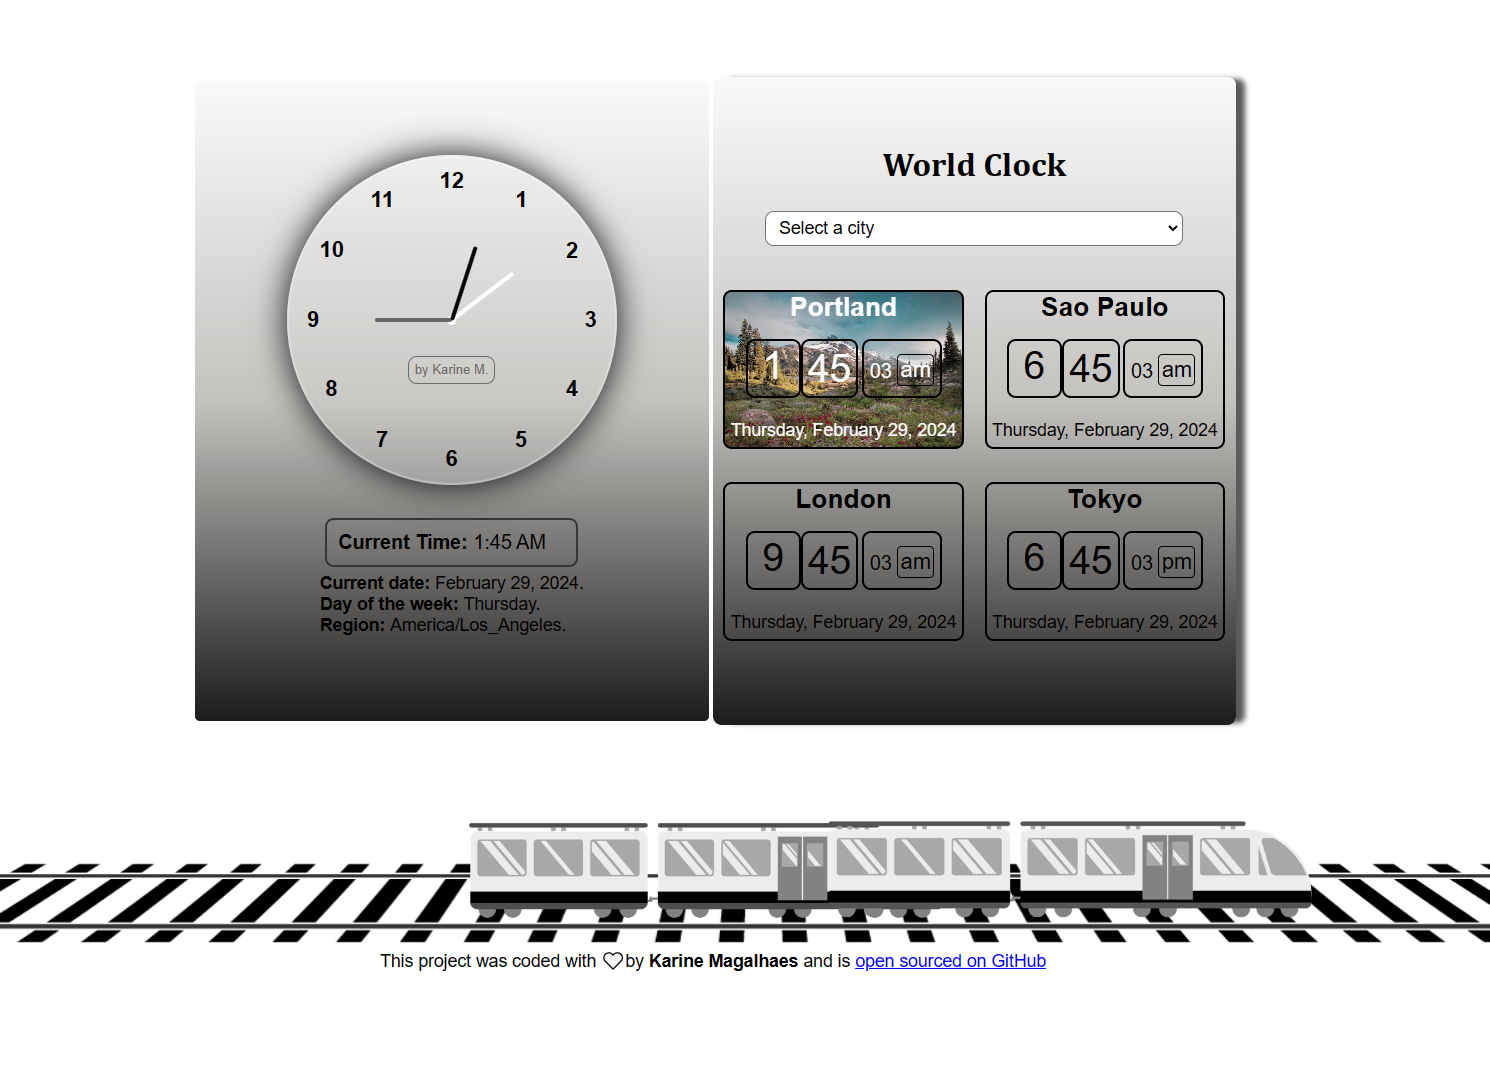 12
11
1
10
2
9
3
by Karine M.
8
4
7
5
6
Current Time: 1:45 AM
Current date: February 29, 2024.
Day of the week: Thursday.
Region: America/Los_Angeles.
World Clock
Select a city
Portland
1 45 03 am
Thursday, February 29, 2024
Sao Paulo
6 45 03 am
Thursday, February 29, 2024
London
9 45 03 am
Thursday, February 29, 2024
Tokyo
6 45 03 pm
Thursday, February 29, 2024
This project was coded with ♡ by Karine Magalhaes and is open sourced on GitHub